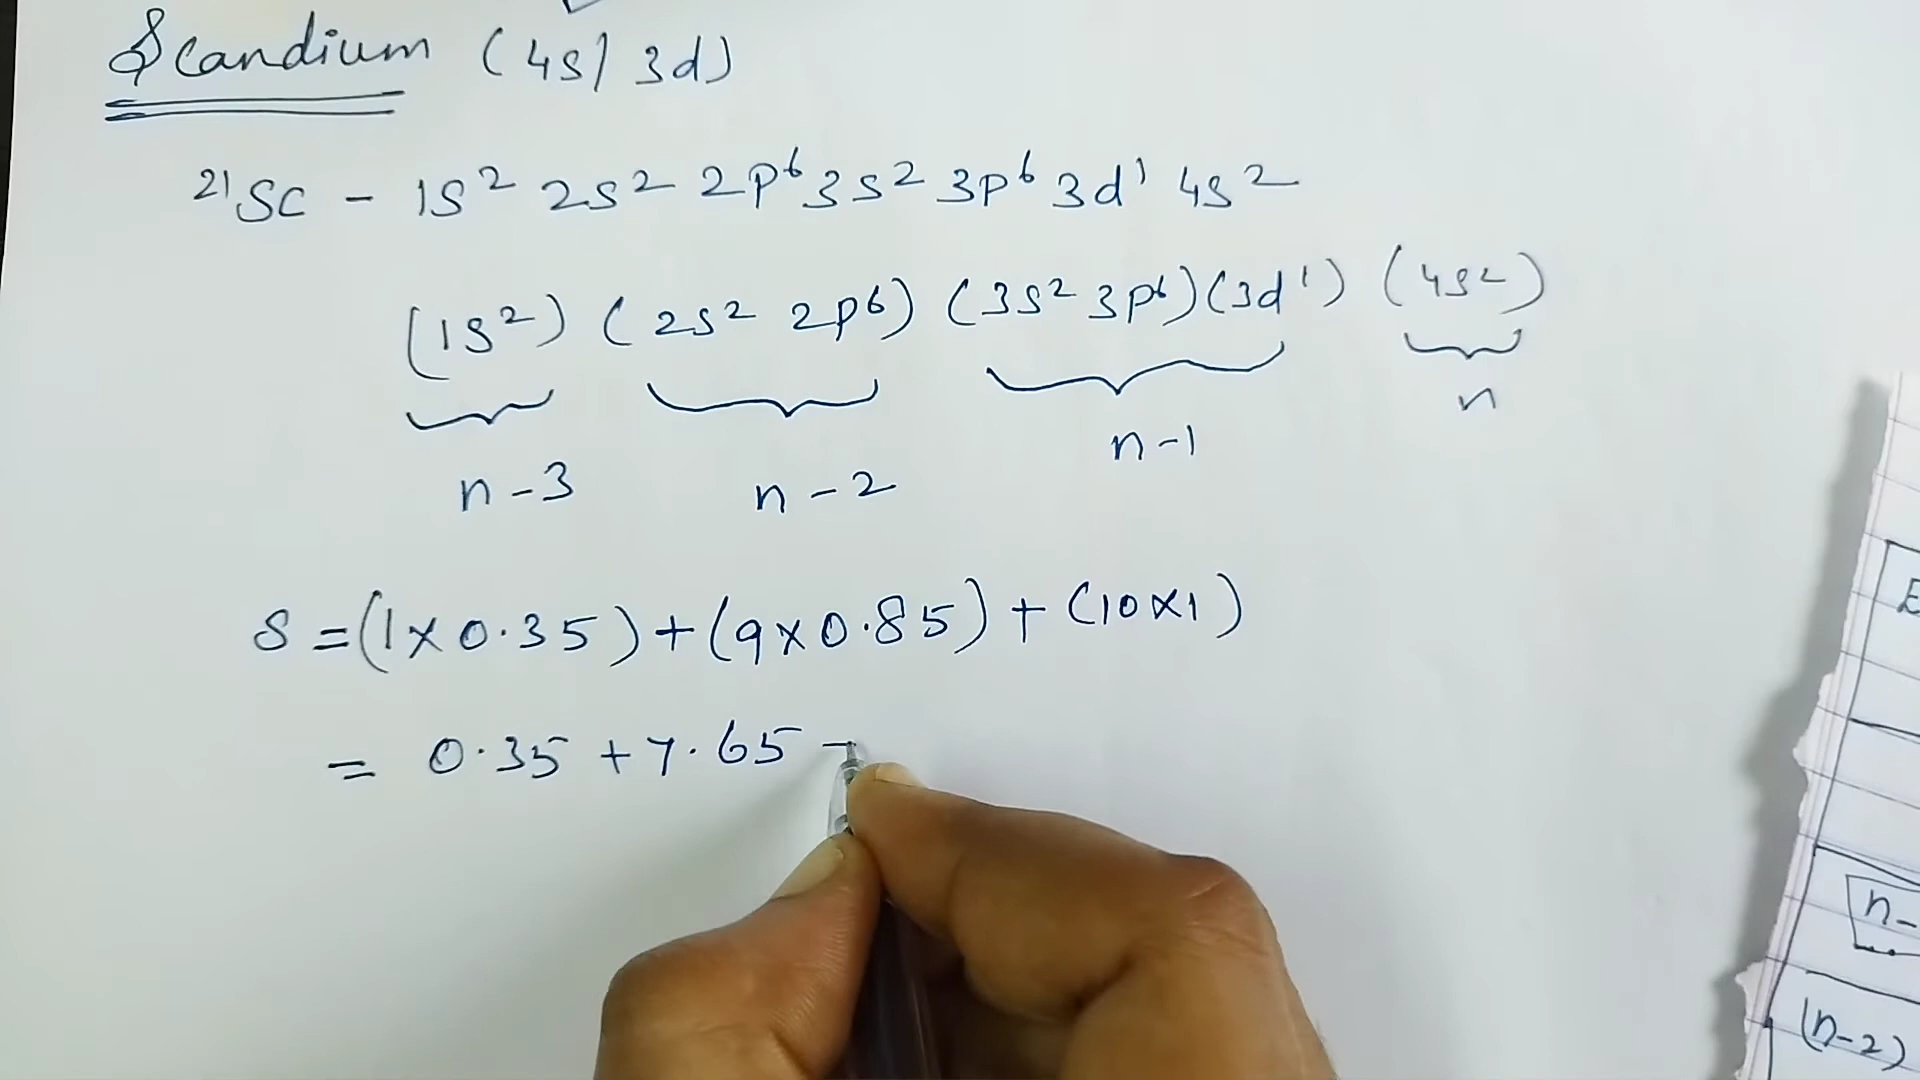 Scandium (4s/3d)
²¹Sc - 1s² 2s² 2p⁶ 3s² 3p⁶ 3d¹ 4s²
(1s²) (2s² 2p⁶) (3s² 3p⁶) (3d¹) (4s²)
n-3 n-2 n-1 n
S = (1×0.35) + (9×0.85) + (10×1)
= 0.35 + 7.65
n-
(n-2)